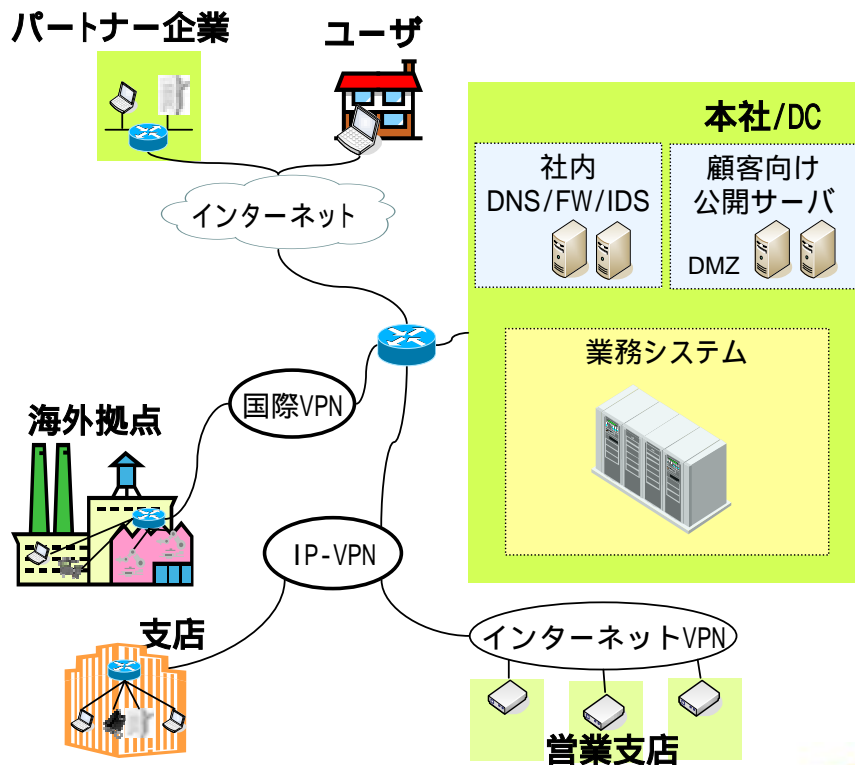 パートナー企業
ユーザ
本社/DC
社内
DNS/FW/IDS
顧客向け
公開サーバ
DMZ
インターネット
業務システム
国際VPN
海外拠点
IP-VPN
支店
インターネットVPN
営業支店